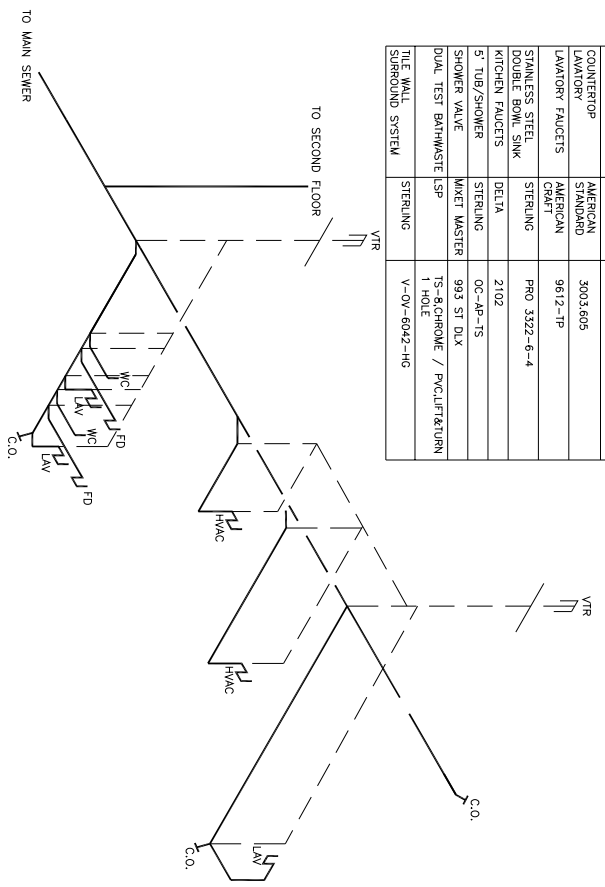 COUNTERTOP
LAVATORY
AMERICAN
STANDARD
3003.605
LAVATORY FAUCETS
AMERICAN
CRAFT
9612-TP
STAINLESS STEEL
DOUBLE BOWL SINK
STERLING
PRO 3322-6-4
KITCHEN FAUCETS
DELTA
2102
5' TUB/SHOWER
STERLING
OC-AP-TS
SHOWER VALVE
MIXET MASTER
993 ST DLX
DUAL TEST BATHWASTE
LSP
TS-8,CHROME / PVC,LIFT&TURN
1 HOLE
TILE WALL
SURROUND SYSTEM
STERLING
V-OV-6042-HG
TO SECOND FLOOR
TO MAIN SEWER
VTR
VTR
WC
FD
LAV
WC
FD
LAV
C.O.
HVAC
HVAC
C.O.
LAV
C.O.